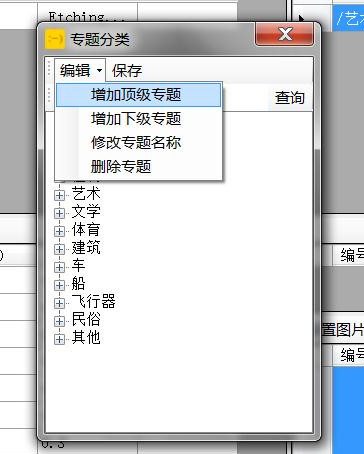 Etching...
/艺
专题分类
编辑 保存
增加顶级专题
查询
增加下级专题
修改专题名称
删除专题
艺术
文学
体育
建筑
编号
车
船
飞行器
民俗
置图片
其他
编号
0.3